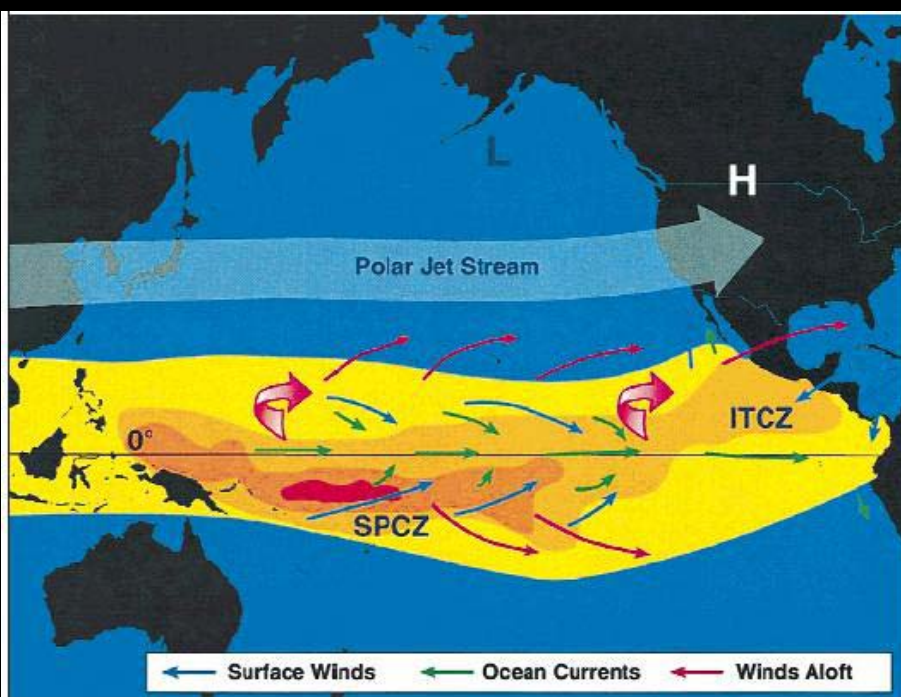 L
H
Polar Jet Stream
ITCZ
0°
SPCZ
Surface Winds Ocean Currents Winds Aloft